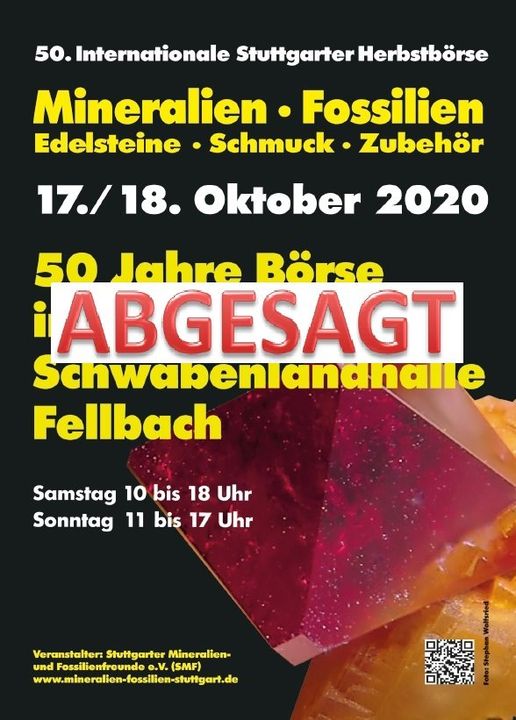 50. Internationale Stuttgarter Herbstbörse
Mineralien • Fossilien
Edelsteine • Schmuck • Zubehör
17./18. Oktober 2020
50 Jahre Börse
ABGESAGT
Schwabenlandhalle
Fellbach
Samstag 10 bis 18 Uhr
Sonntag 11 bis 17 Uhr
Veranstalter: Stuttgarter Mineralien-
und Fossilienfreunde e.V. (SMF)
www.mineralien-fossilien-stuttgart.de
Foto: Stephan Wolfsried